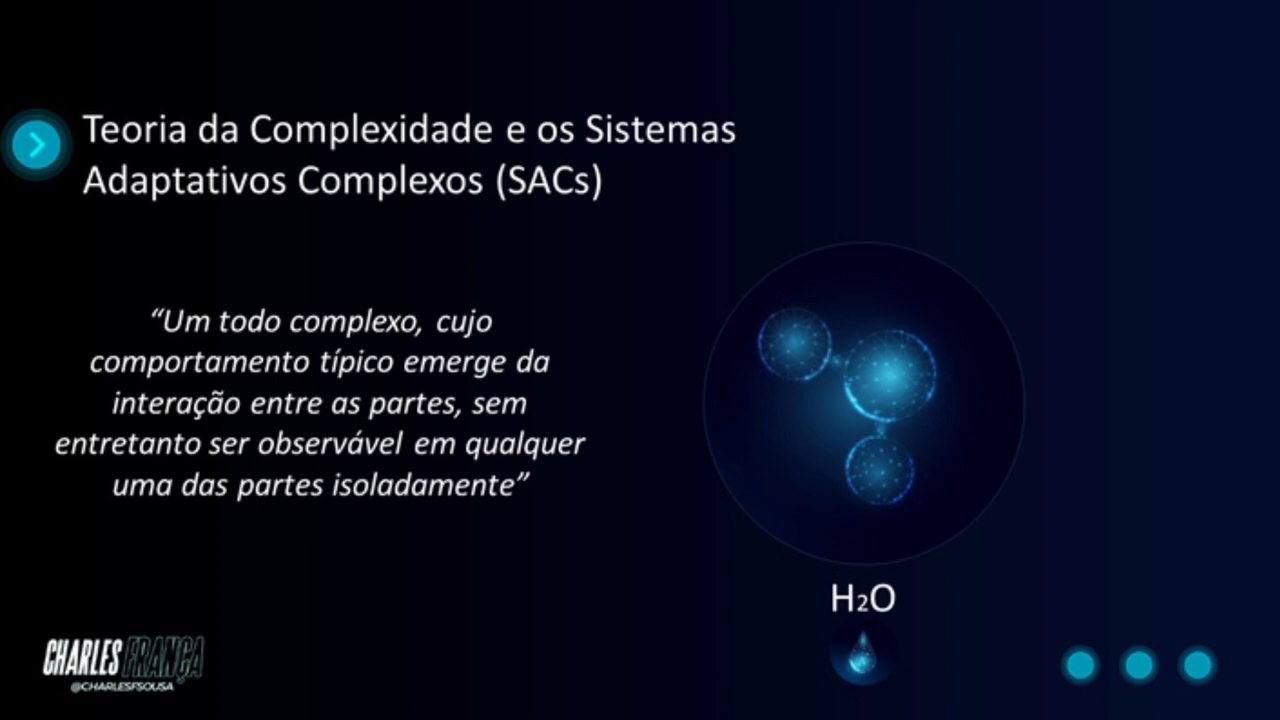 Teoria da Complexidade e os Sistemas
Adaptativos Complexos (SACs)
“Um todo complexo, cujo
comportamento típico emerge da
interação entre as partes, sem
entretanto ser observável em qualquer
uma das partes isoladamente”
H₂O
CHARLES FRANÇA
@CHARLESFSOUSA